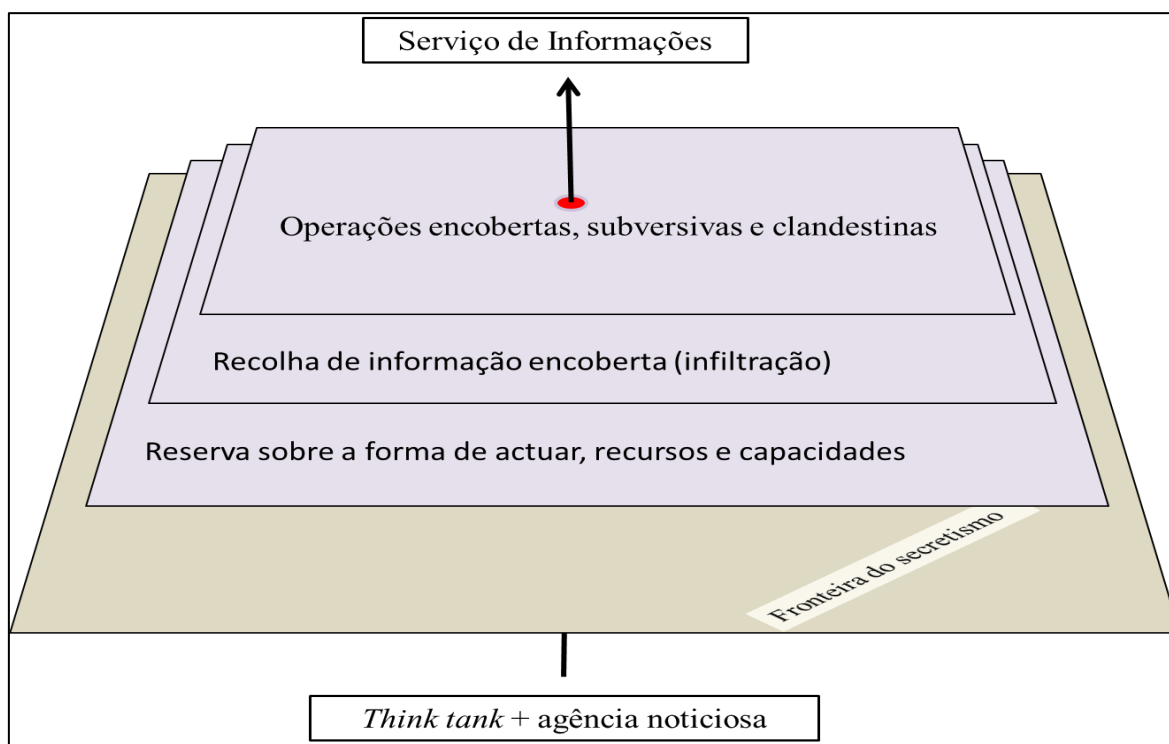 Serviço de Informações
Operações encobertas, subversivas e clandestinas
Recolha de informação encoberta (infiltração)
Reserva sobre a forma de actuar, recursos e capacidades
Fronteira do secretismo
Think tank + agência noticiosa